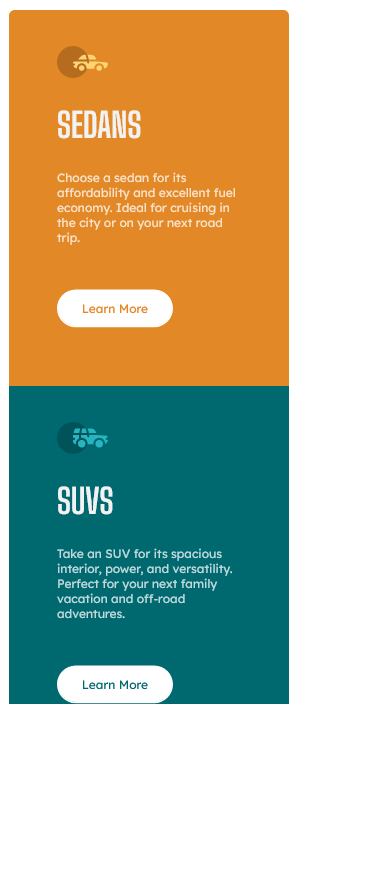 SEDANS
Choose a sedan for its
affordability and excellent fuel
economy. Ideal for cruising in
the city or on your next road
trip.
Learn More
SUVS
Take an SUV for its spacious
interior, power, and versatility.
Perfect for your next family
vacation and off-road
adventures.
Learn More